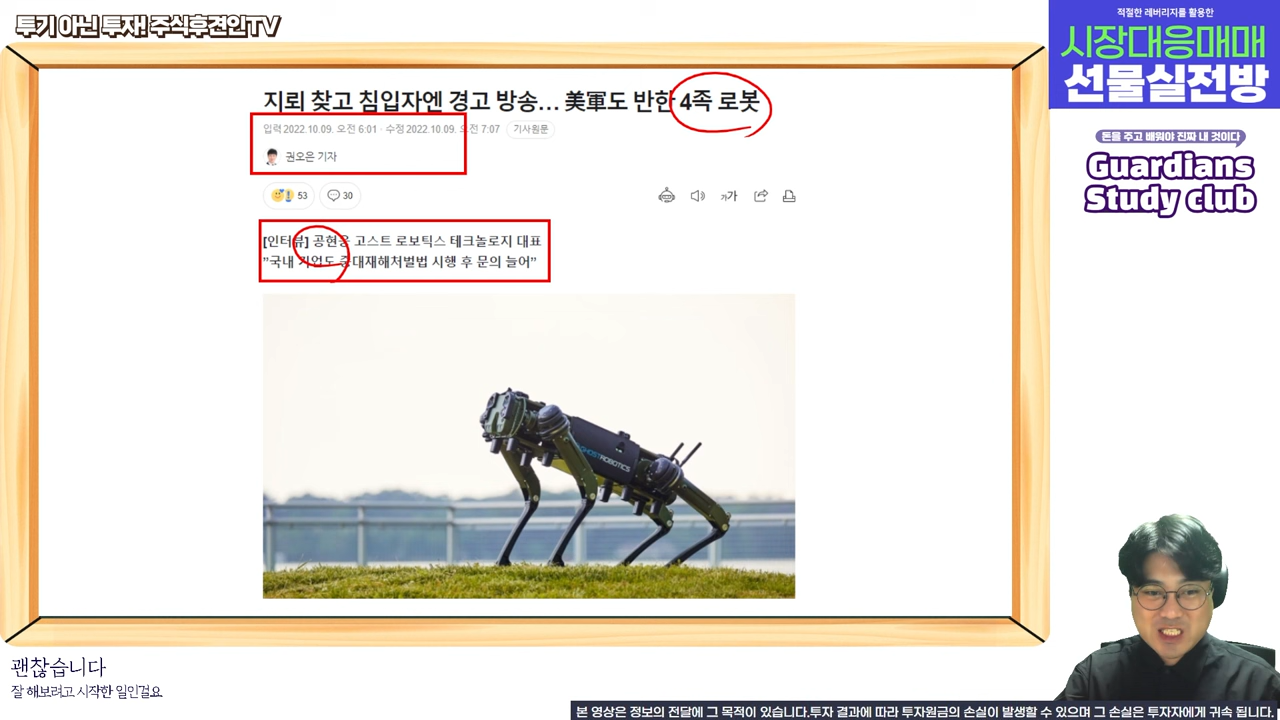 투기 아닌 투자! 주식후견인TV
적절한 레버리지를 활용한
시장대응매매
선물실전방
돈을 주고 배워야 진짜 내 것이다
Guardians
Study club
지뢰 찾고 침입자엔 경고 방송... 美軍도 반한 4족 로봇
입력 2022.10.09. 오전 6:01 · 수정 2022.10.09. 오전 7:07 기사원문
권오은 기자
53 30
가가
[인터뷰] 공현웅 고스트 로보틱스 테크놀로지 대표
"국내 기업도 중대재해처벌법 시행 후 문의 늘어"
GHOSTROBOTICS
괜찮습니다
잘 해보려고 시작한 일인걸요
본 영상은 정보의 전달에 그 목적이 있습니다.투자 결과에 따라 투자원금의 손실이 발생할 수 있으며 그 손실은 투자자에게 귀속 됩니다.